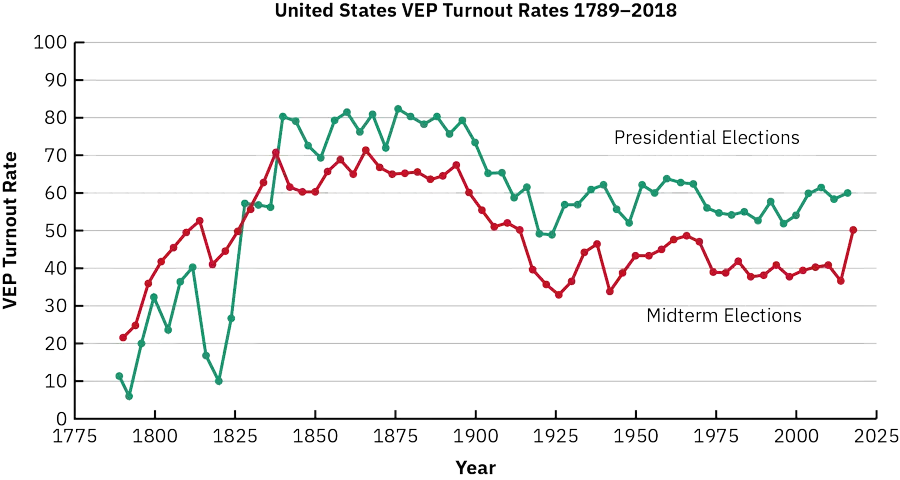 United States VEP Turnout Rates 1789–2018
100
90
80
70
60
50
40
30
20
10
0
VEP Turnout Rate
Presidential Elections
Midterm Elections
1775 1800 1825 1850 1875 1900 1925 1950 1975 2000 2025
Year